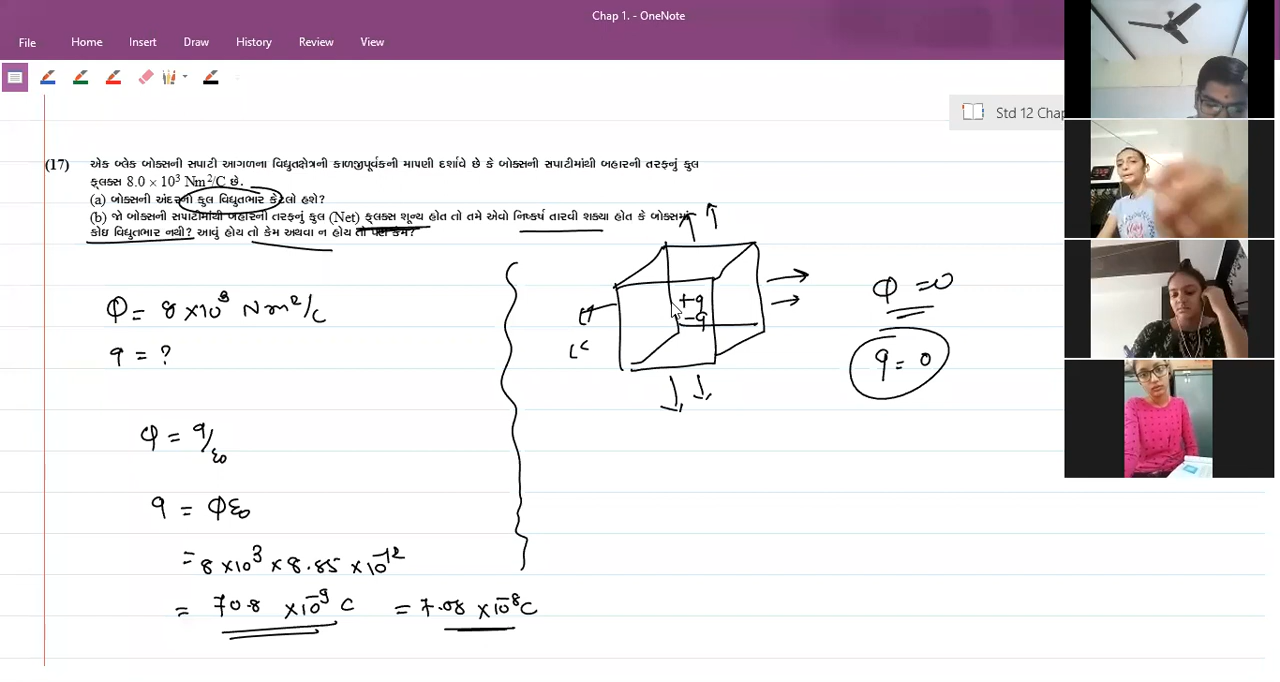 Chap 1. - OneNote
File Home Insert Draw History Review View
Std 12 Chap
(17) એક બ્લેક બોક્સની સપાટી આગળના વિદ્યુતક્ષેત્રની કાળજીપૂર્વકની માપણી દર્શાવે છે કે બોક્સની સપાટીમાંથી બહારની તરફનું કુલ
ફ્લક્સ 8.0 × 10³ Nm²/C છે.
(a) બોક્સની અંદરનો કુલ વિદ્યુતભાર કેટલો હશે?
(b) જો બોક્સની સપાટીમાંથી બહારની તરફનું કુલ (Net) ફ્લક્સ શૂન્ય હોત તો તમે એવો નિષ્કર્ષ તારવી શક્યા હોત કે બોક્સમાં
કોઇ વિદ્યુતભાર નથી? આવું હોય તો કેમ અથવા ન હોય તો પણ કેમ?
φ = 8 × 10³ Nm²/C
q = ?
φ = q/ε₀
q = φε₀
= 8 × 10³ × 8.85 × 10⁻¹²
= 70.8 × 10⁻⁹ C = 7.08 × 10⁻⁸ C
+q
-q
φ = 0
q = 0